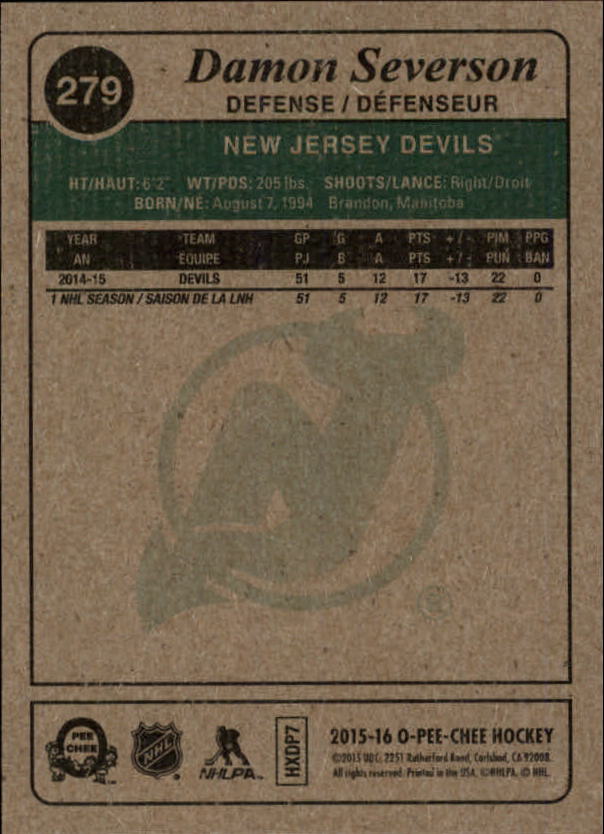 279
Damon Severson
DEFENSE / DÉFENSEUR
NEW JERSEY DEVILS
HT/HAUT: 6'2" WT/PDS: 205 lbs. SHOOTS/LANCE: Right/Droit
BORN/NÉ: August 7, 1994 Brandon, Manitoba
YEAR TEAM GP G A PTS +/- PIM PPG
AN ÉQUIPE PJ B A PTS +/- PUN BAN
2014-15 DEVILS 51 5 12 17 -13 22 0
1 NHL SEASON / SAISON DE LA LNH 51 5 12 17 -13 22 0
®
O PEE CHEE
NHL
NHLPA
HXDP7
2015-16 O-PEE-CHEE HOCKEY
©2015 UDC. 2251 Rutherford Road, Carlsbad, CA 92008.
All rights reserved. Printed in the USA. ©NHLPA. © NHL.